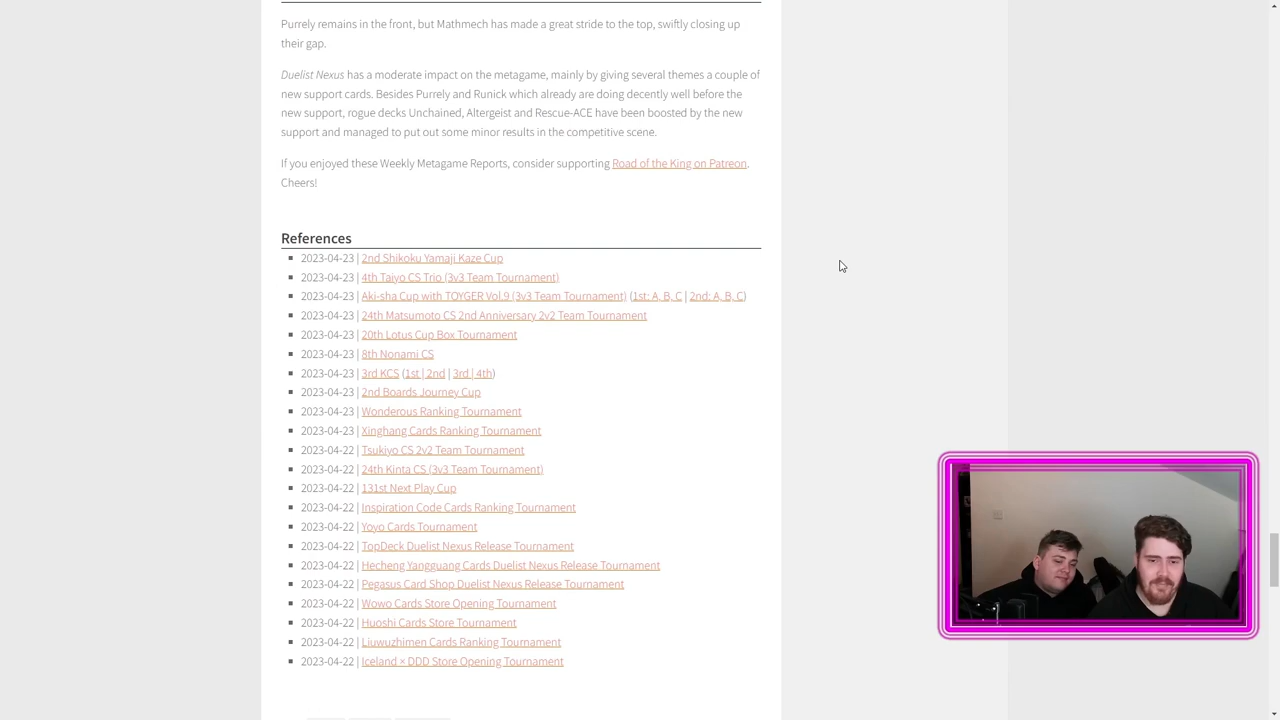 Purrely remains in the front, but Mathmech has made a great stride to the top, swiftly closing up
their gap.
Duelist Nexus has a moderate impact on the metagame, mainly by giving several themes a couple of
new support cards. Besides Purrely and Runick which already are doing decently well before the
new support, rogue decks Unchained, Altergeist and Rescue-ACE have been boosted by the new
support and managed to put out some minor results in the competitive scene.
If you enjoyed these Weekly Metagame Reports, consider supporting Road of the King on Patreon.
Cheers!
References
2023-04-23 | 2nd Shikoku Yamaji Kaze Cup
2023-04-23 | 4th Taiyo CS Trio (3v3 Team Tournament)
2023-04-23 | Aki-sha Cup with TOYGER Vol.9 (3v3 Team Tournament) (1st: A, B, C | 2nd: A, B, C)
2023-04-23 | 24th Matsumoto CS 2nd Anniversary 2v2 Team Tournament
2023-04-23 | 20th Lotus Cup Box Tournament
2023-04-23 | 8th Nonami CS
2023-04-23 | 3rd KCS (1st | 2nd | 3rd | 4th)
2023-04-23 | 2nd Boards Journey Cup
2023-04-23 | Wonderous Ranking Tournament
2023-04-23 | Xinghang Cards Ranking Tournament
2023-04-22 | Tsukiyo CS 2v2 Team Tournament
2023-04-22 | 24th Kinta CS (3v3 Team Tournament)
2023-04-22 | 131st Next Play Cup
2023-04-22 | Inspiration Code Cards Ranking Tournament
2023-04-22 | Yoyo Cards Tournament
2023-04-22 | TopDeck Duelist Nexus Release Tournament
2023-04-22 | Hecheng Yangguang Cards Duelist Nexus Release Tournament
2023-04-22 | Pegasus Card Shop Duelist Nexus Release Tournament
2023-04-22 | Wowo Cards Store Opening Tournament
2023-04-22 | Huoshi Cards Store Tournament
2023-04-22 | Liuwuzhimen Cards Ranking Tournament
2023-04-22 | Iceland × DDD Store Opening Tournament